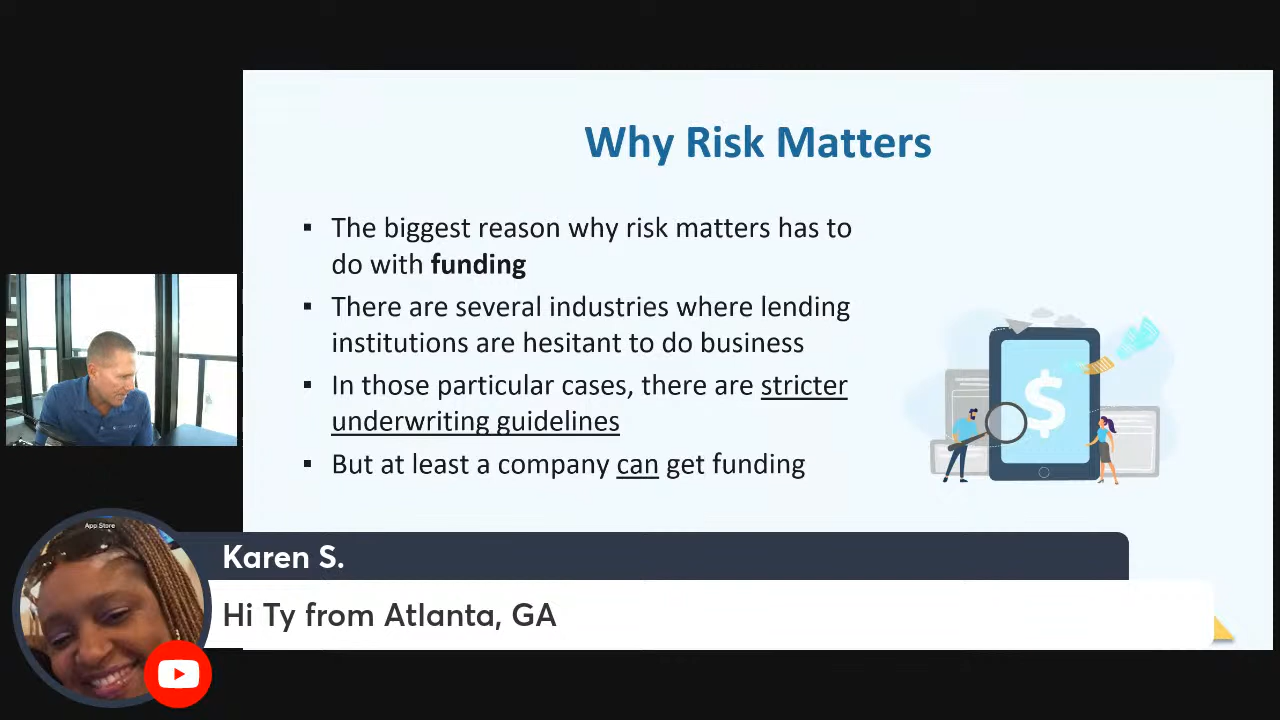 Why Risk Matters
▪ The biggest reason why risk matters has to
do with funding
▪ There are several industries where lending
institutions are hesitant to do business
▪ In those particular cases, there are stricter
underwriting guidelines
▪ But at least a company can get funding
$
App Store
Karen S.
Hi Ty from Atlanta, GA